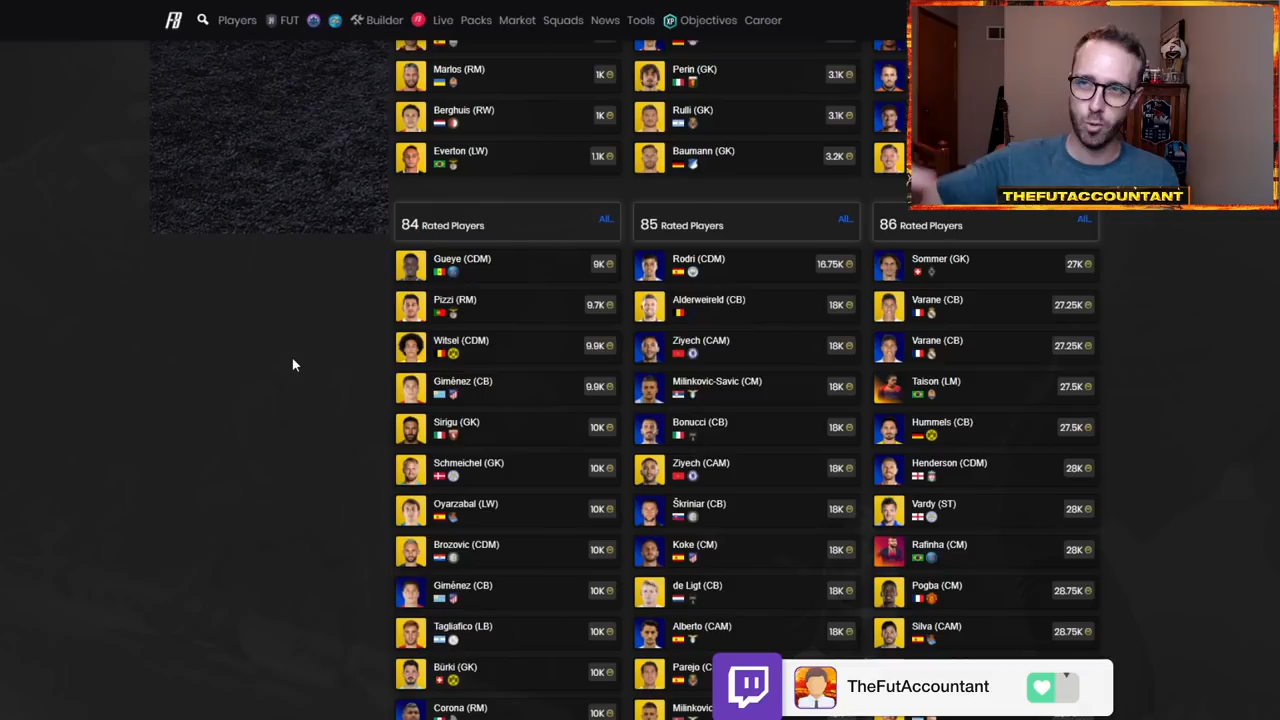 FB Players FUT Builder Live Packs Market Squads News Tools XP Objectives Career
Marlos (RM) 1K
Berghuis (RW) 1K
Everton (LW) 1.1K
Perin (GK) 3.1K
Rulli (GK) 3.1K
Baumann (GK) 3.2K
THEFUTACCOUNTANT
84 Rated Players All..
Gueye (CDM) 9K
Pizzi (RM) 9.7K
Witsel (CDM) 9.9K
Giménez (CB) 9.9K
Sirigu (GK) 10K
Schmeichel (GK) 10K
Oyarzabal (LW) 10K
Brozovic (CDM) 10K
Giménez (CB) 10K
Tagliafico (LB) 10K
Bürki (GK) 10K
Corona (RM) 10K
85 Rated Players All..
Rodri (CDM) 16.75K
Alderweireld (CB) 18K
Ziyech (CAM) 18K
Milinkovic-Savic (CM) 18K
Bonucci (CB) 18K
Ziyech (CAM) 18K
Škriniar (CB) 18K
Koke (CM) 18K
de Ligt (CB) 18K
Alberto (CAM) 18K
Parejo (C
Milinkov
86 Rated Players All..
Sommer (GK) 27K
Varane (CB) 27.25K
Varane (CB) 27.25K
Taison (LM) 27.5K
Hummels (CB) 27.5K
Henderson (CDM) 28K
Vardy (ST) 28K
Rafinha (CM) 28K
Pogba (CM) 28.75K
Silva (CAM) 28.75K
TheFutAccountant